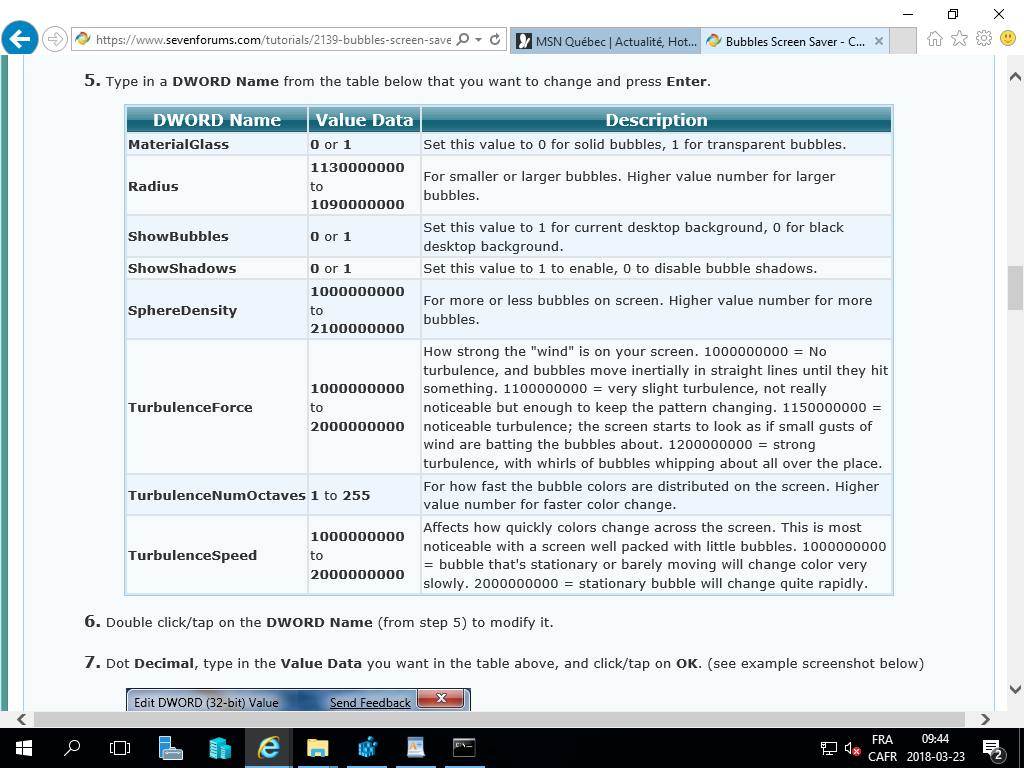 https://www.sevenforums.com/tutorials/2139-bubbles-screen-save
MSN Québec | Actualité, Hot...
Bubbles Screen Saver - C...
5. Type in a DWORD Name from the table below that you want to change and press Enter.
DWORD Name Value Data Description
MaterialGlass 0 or 1 Set this value to 0 for solid bubbles, 1 for transparent bubbles.
Radius
1130000000
to
1090000000
For smaller or larger bubbles. Higher value number for larger
bubbles.
ShowBubbles 0 or 1
Set this value to 1 for current desktop background, 0 for black
desktop background.
ShowShadows 0 or 1 Set this value to 1 to enable, 0 to disable bubble shadows.
SphereDensity
1000000000
to
2100000000
For more or less bubbles on screen. Higher value number for more
bubbles.
TurbulenceForce
1000000000
to
2000000000
How strong the "wind" is on your screen. 1000000000 = No
turbulence, and bubbles move inertially in straight lines until they hit
something. 1100000000 = very slight turbulence, not really
noticeable but enough to keep the pattern changing. 1150000000 =
noticeable turbulence; the screen starts to look as if small gusts of
wind are batting the bubbles about. 1200000000 = strong
turbulence, with whirls of bubbles whipping about all over the place.
TurbulenceNumOctaves 1 to 255
For how fast the bubble colors are distributed on the screen. Higher
value number for faster color change.
TurbulenceSpeed
1000000000
to
2000000000
Affects how quickly colors change across the screen. This is most
noticeable with a screen well packed with little bubbles. 1000000000
= bubble that's stationary or barely moving will change color very
slowly. 2000000000 = stationary bubble will change quite rapidly.
6. Double click/tap on the DWORD Name (from step 5) to modify it.
7. Dot Decimal, type in the Value Data you want in the table above, and click/tap on OK. (see example screenshot below)
Edit DWORD (32-bit) Value Send Feedback
FRA
CAFR
09:44
2018-03-23
2